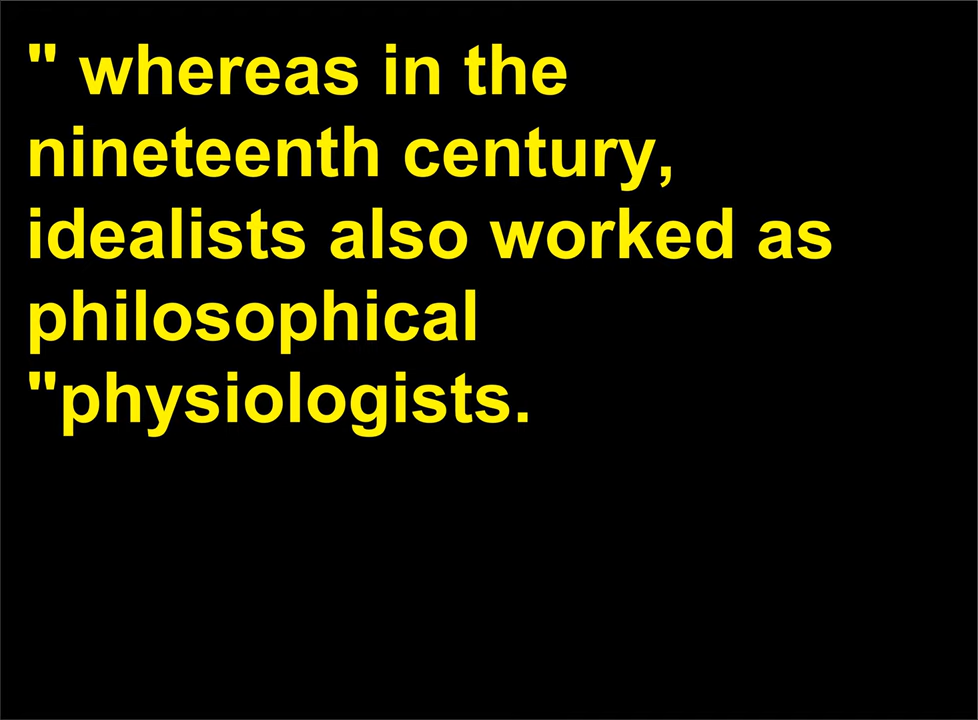 " whereas in the
nineteenth century,
idealists also worked as
philosophical
"physiologists.